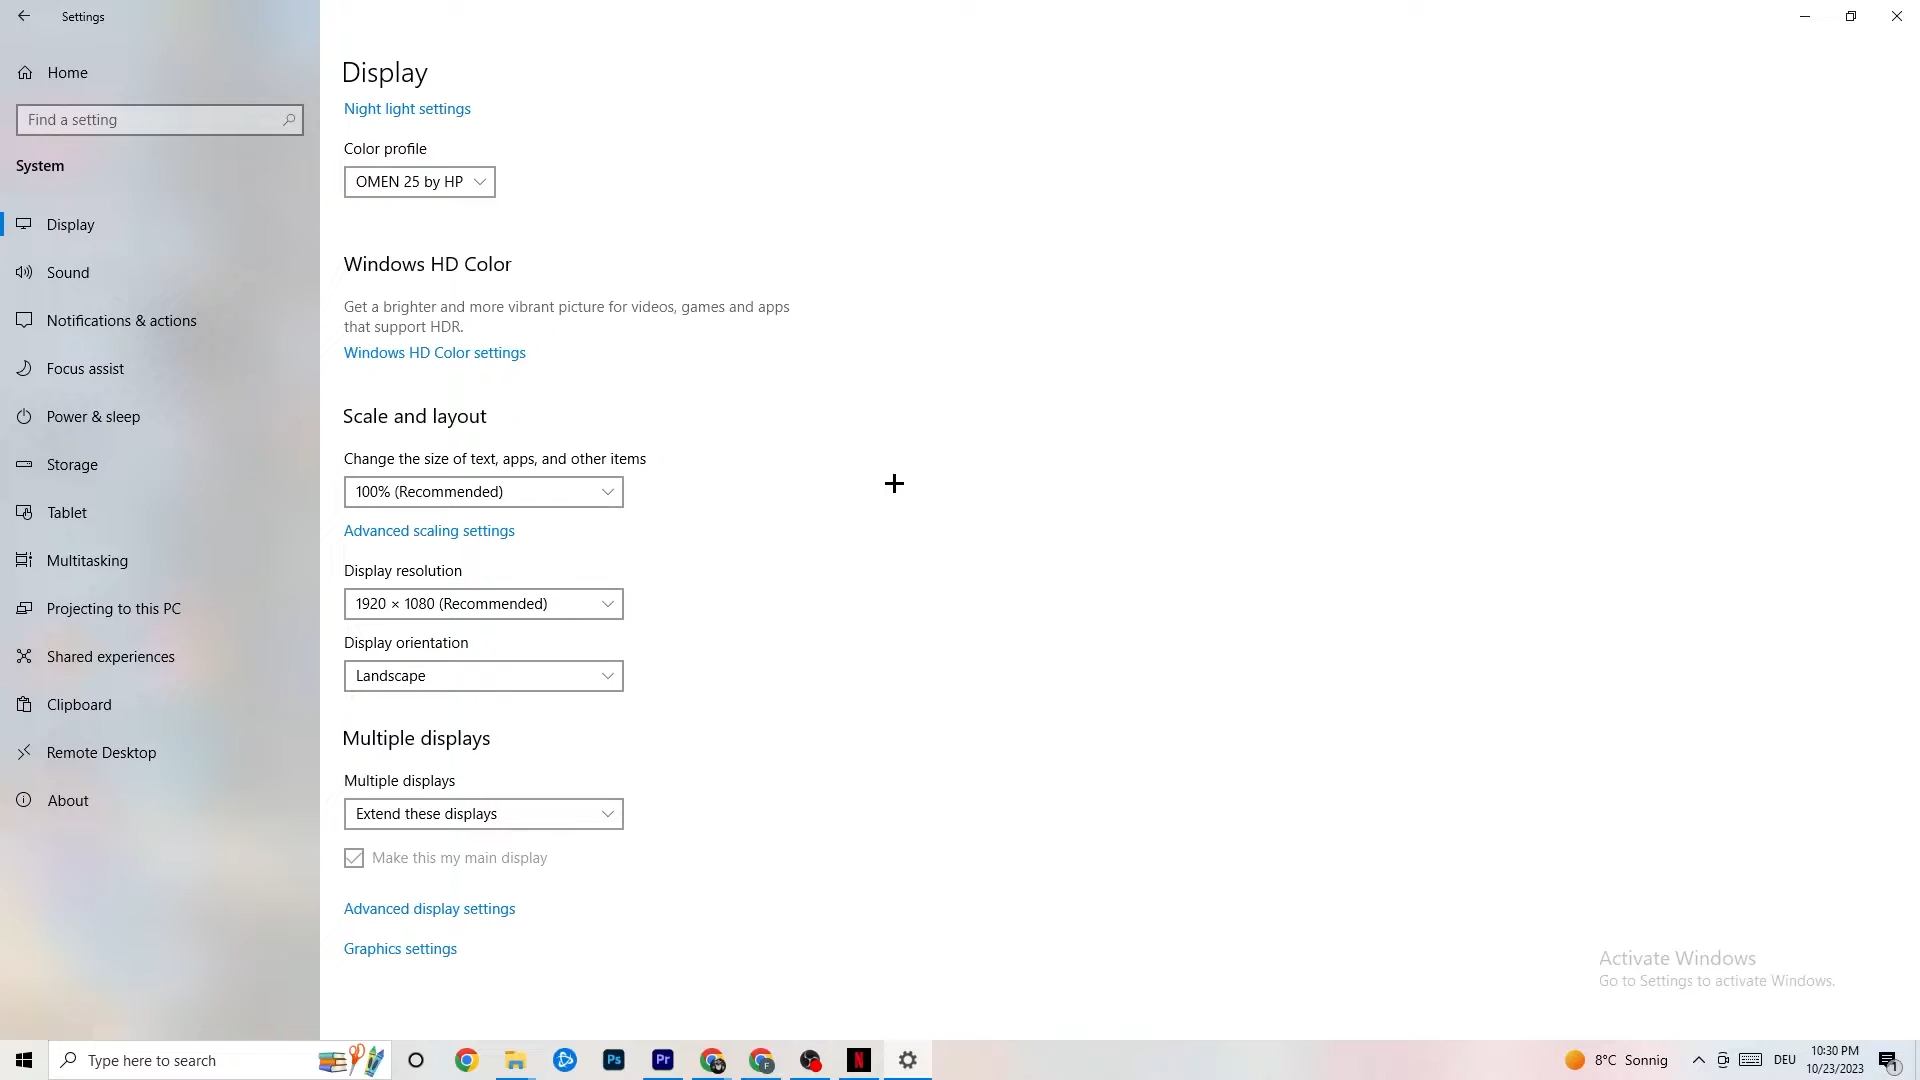 Settings
Home
Find a setting
System
Display
Sound
Notifications & actions
Focus assist
Power & sleep
Storage
Tablet
Multitasking
Projecting to this PC
Shared experiences
Clipboard
Remote Desktop
About
Display
Night light settings
Color profile
OMEN 25 by HP
Windows HD Color
Get a brighter and more vibrant picture for videos, games and apps
that support HDR.
Windows HD Color settings
Scale and layout
Change the size of text, apps, and other items
100% (Recommended)
Advanced scaling settings
Display resolution
1920 × 1080 (Recommended)
Display orientation
Landscape
Multiple displays
Multiple displays
Extend these displays
Make this my main display
Advanced display settings
Graphics settings
Activate Windows
Go to Settings to activate Windows.
Type here to search
Ps
Pr
F
N
8°C Sonnig
DEU
10:30 PM
10/23/2023
1